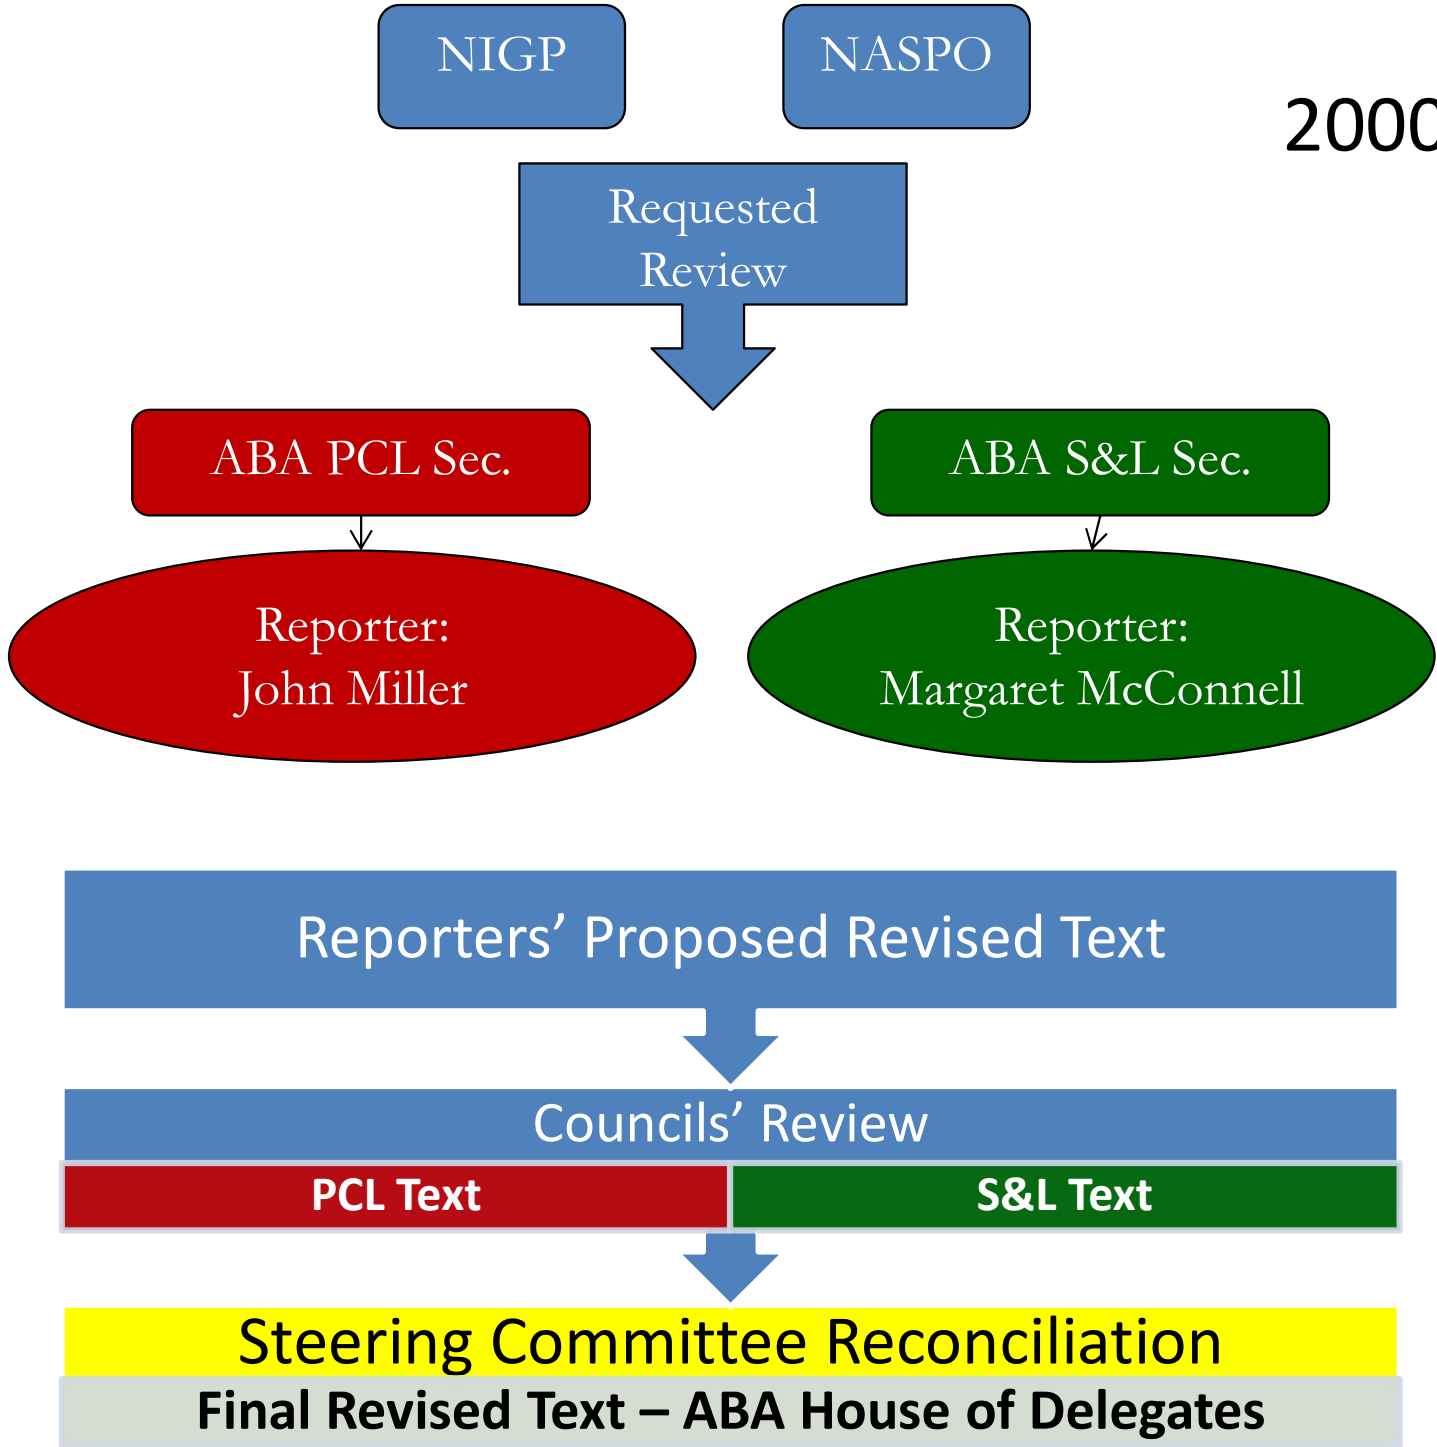 NIGP
NASPO
2000
Requested
Review
ABA PCL Sec.
ABA S&L Sec.
Reporter:
John Miller
Reporter:
Margaret McConnell
Reporters’ Proposed Revised Text
Councils’ Review
PCL Text
S&L Text
Steering Committee Reconciliation
Final Revised Text – ABA House of Delegates